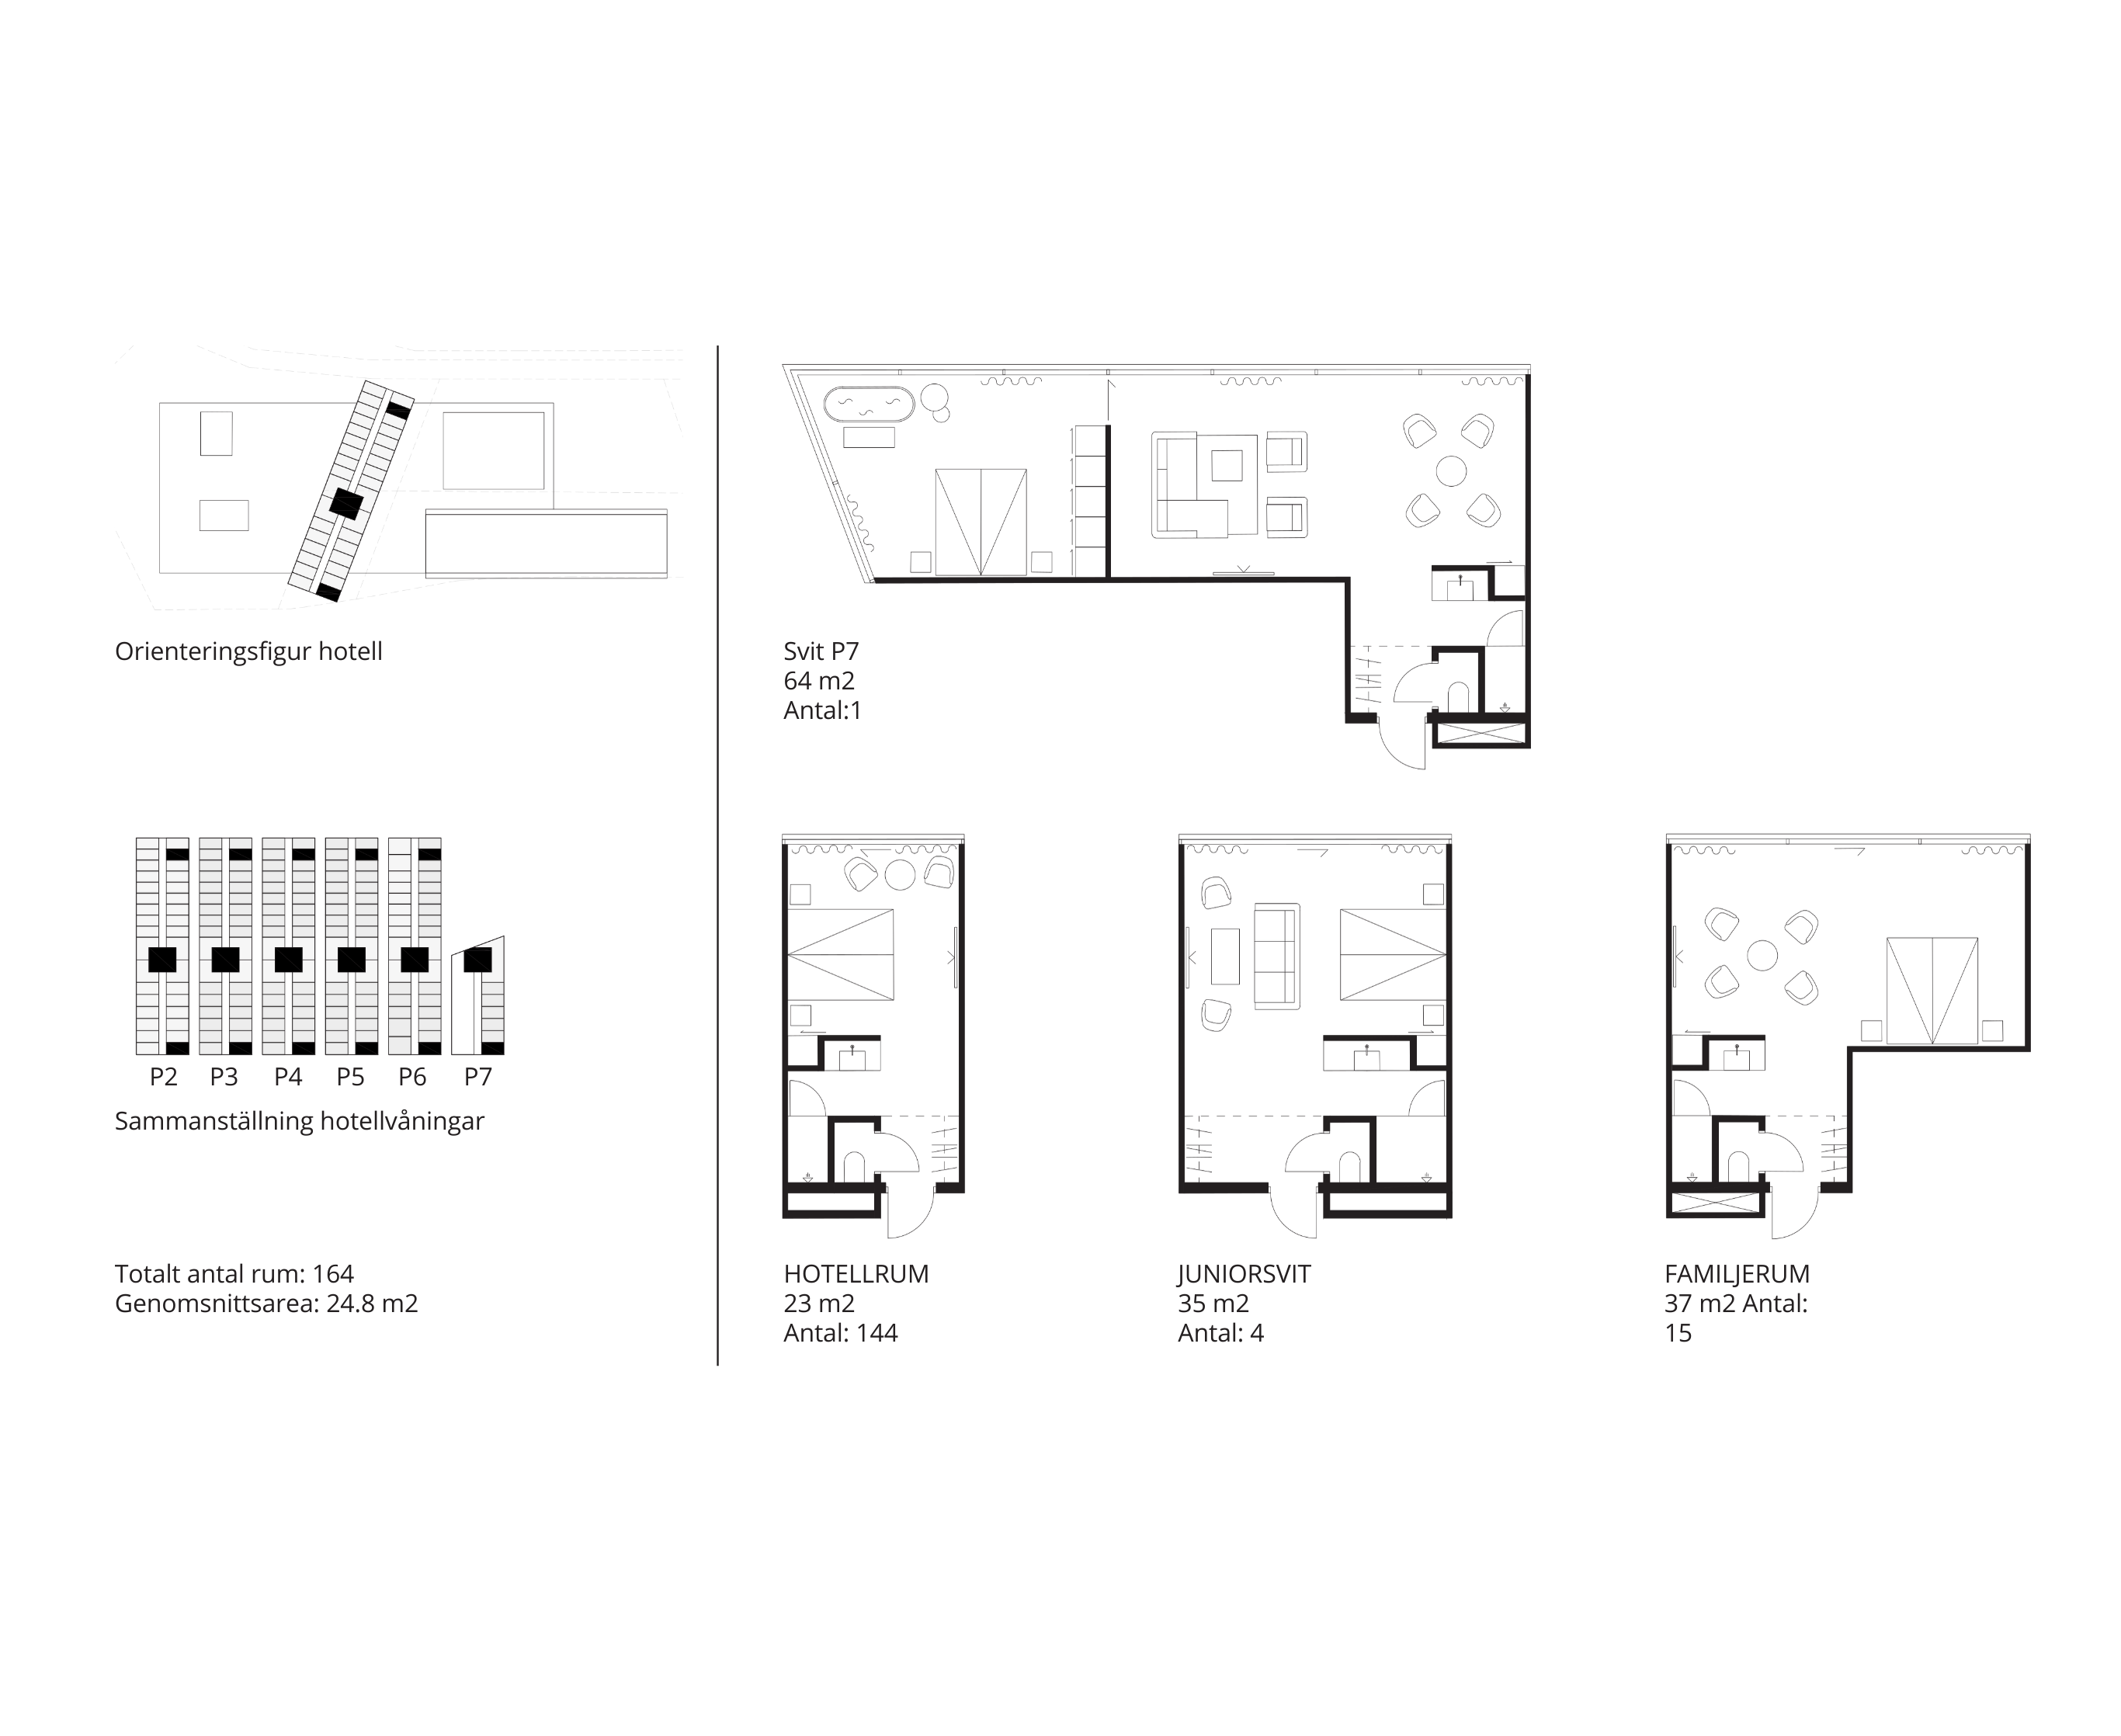 Orienteringsfigur hotell
P2 P3 P4 P5 P6 P7
Sammanställning hotellvåningar
Totalt antal rum: 164
Genomsnittsarea: 24.8 m2
Svit P7
64 m2
Antal:1
HOTELLRUM
23 m2
Antal: 144
JUNIORSVIT
35 m2
Antal: 4
FAMILJERUM
37 m2 Antal:
15